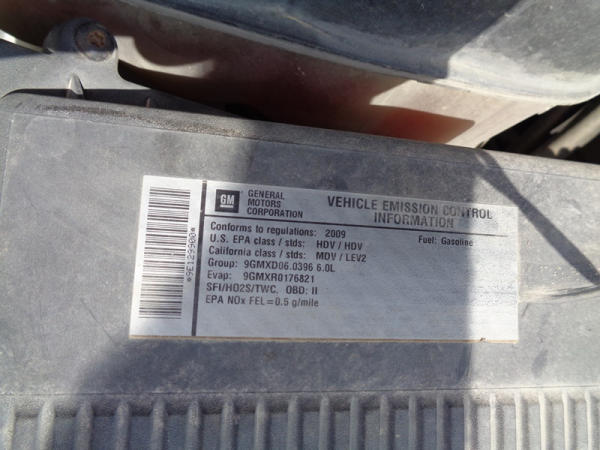 *9E129900*
GM
GENERAL MOTORS CORPORATION
VEHICLE EMISSION CONTROL INFORMATION
Conforms to regulations: 2009
Fuel: Gasoline
U.S. EPA class / stds: HDV / HDV
California class / stds: MDV / LEV2
Group: 9GMXD06.0396 6.0L
Evap: 9GMXR0176821
SFI/HO2S/TWC, OBD: II
EPA NOx FEL=0.5 g/mile